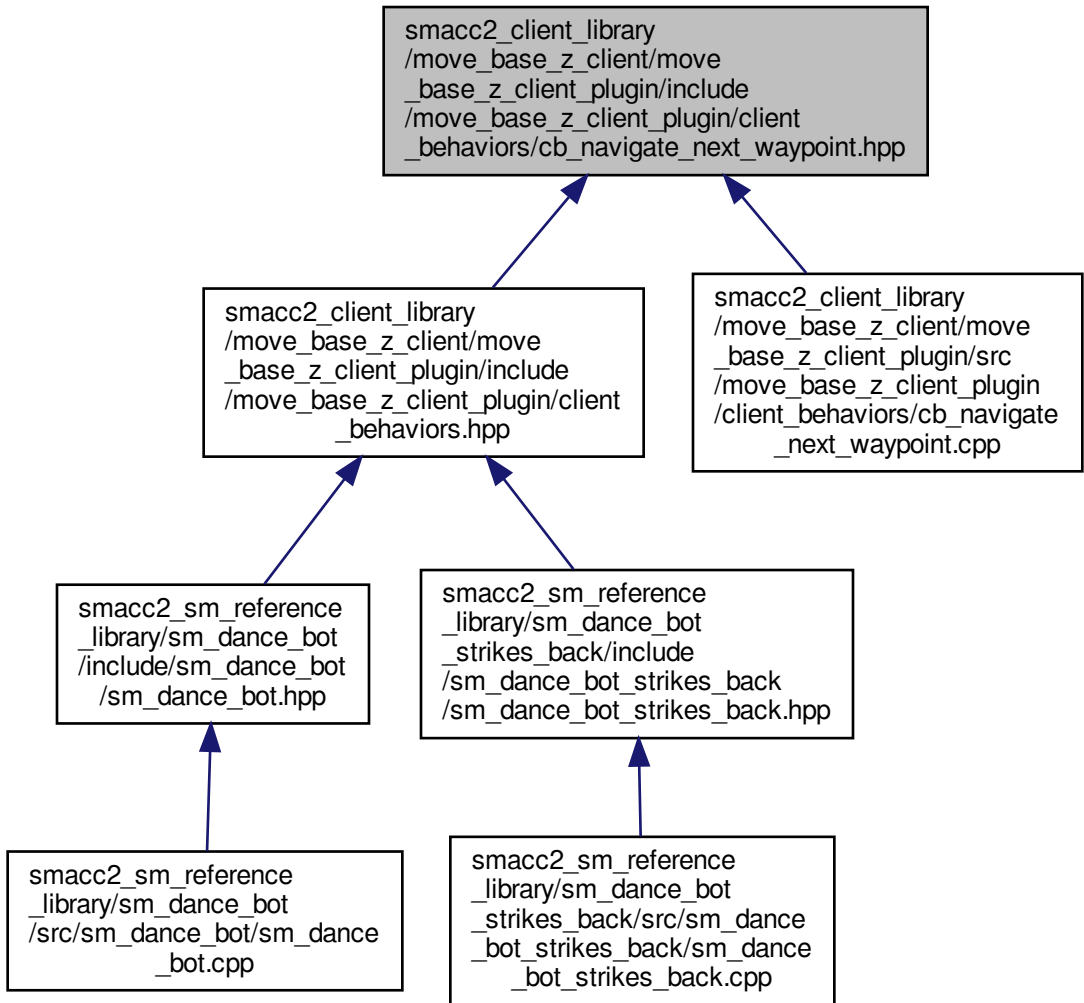 smacc2_client_library
/move_base_z_client/move
_base_z_client_plugin/include
/move_base_z_client_plugin/client
_behaviors/cb_navigate_next_waypoint.hpp
smacc2_client_library
/move_base_z_client/move
_base_z_client_plugin/include
/move_base_z_client_plugin/client
_behaviors.hpp
smacc2_client_library
/move_base_z_client/move
_base_z_client_plugin/src
/move_base_z_client_plugin
/client_behaviors/cb_navigate
_next_waypoint.cpp
smacc2_sm_reference
_library/sm_dance_bot
/include/sm_dance_bot
/sm_dance_bot.hpp
smacc2_sm_reference
_library/sm_dance_bot
_strikes_back/include
/sm_dance_bot_strikes_back
/sm_dance_bot_strikes_back.hpp
smacc2_sm_reference
_library/sm_dance_bot
/src/sm_dance_bot/sm_dance
_bot.cpp
smacc2_sm_reference
_library/sm_dance_bot
_strikes_back/src/sm_dance
_bot_strikes_back/sm_dance
_bot_strikes_back.cpp